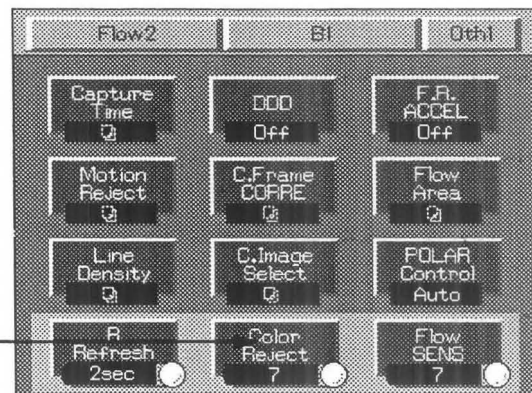 Flow2 B1 Oth1
Capture Time
DDD Off
F.R. ACCEL Off
Motion Reject
C.Frame CORRE
Flow Area
Line Density
C.Image Select
POLAR Control Auto
R Refresh 2sec
Color Reject 7
Flow SENS 7